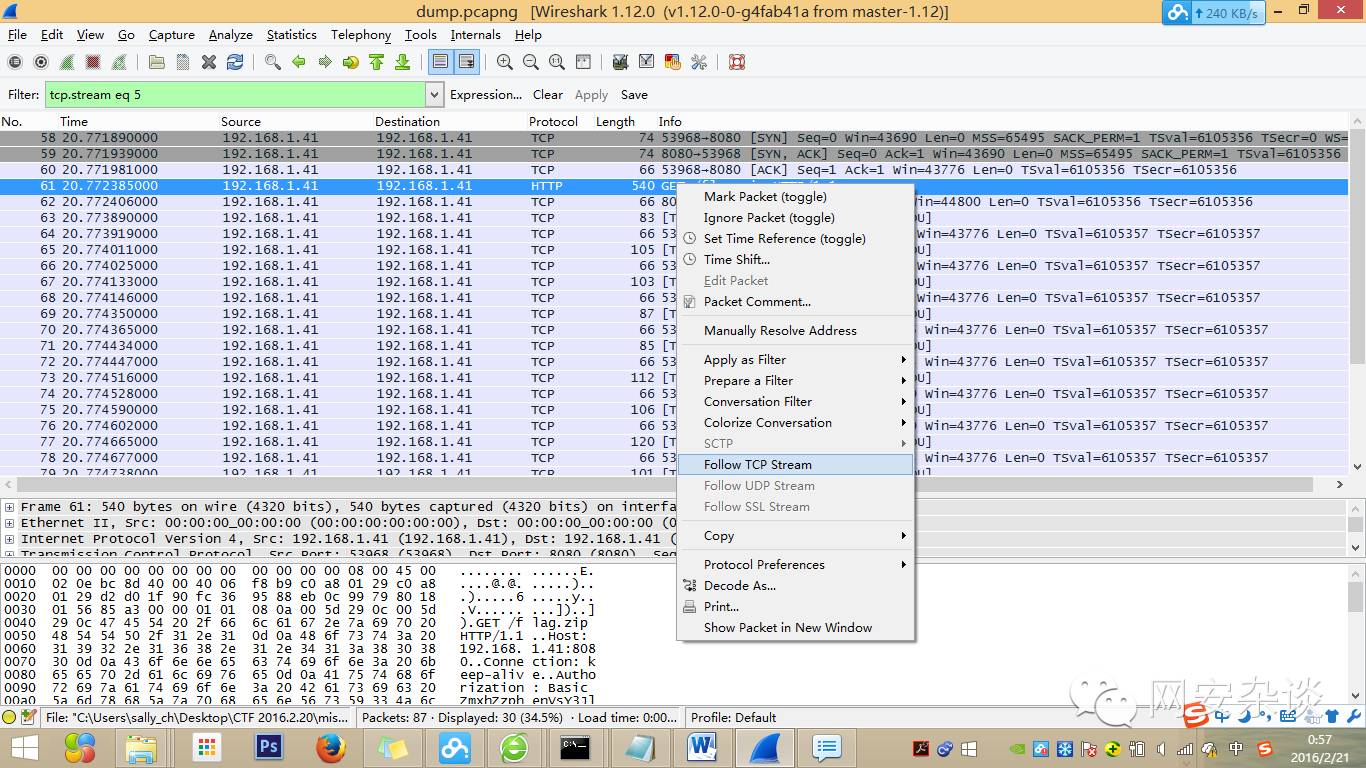 dump.pcapng [Wireshark 1.12.0 (v1.12.0-0-g4fab41a from master-1.12)]
240 KB/s
File Edit View Go Capture Analyze Statistics Telephony Tools Internals Help
Filter: tcp.stream eq 5 Expression... Clear Apply Save
No. Time Source Destination Protocol Length Info
58 20.771890000 192.168.1.41 192.168.1.41 TCP 74 53968→8080 [SYN] Seq=0 Win=43690 Len=0 MSS=65495 SACK_PERM=1 TSval=6105356 TSecr=0 WS=
59 20.771939000 192.168.1.41 192.168.1.41 TCP 74 8080→53968 [SYN, ACK] Seq=0 Ack=1 Win=43690 Len=0 MSS=65495 SACK_PERM=1 TSval=6105356
60 20.771981000 192.168.1.41 192.168.1.41 TCP 66 53968→8080 [ACK] Seq=1 Ack=1 Win=43776 Len=0 TSval=6105356 TSecr=6105356
61 20.772385000 192.168.1.41 192.168.1.41 HTTP 540 GET
62 20.772406000 192.168.1.41 192.168.1.41 TCP 66 80 in=44800 Len=0 TSval=6105356 TSecr=6105356
63 20.773890000 192.168.1.41 192.168.1.41 TCP 83 [T U]
64 20.773919000 192.168.1.41 192.168.1.41 TCP 66 53 Win=43776 Len=0 TSval=6105357 TSecr=6105357
65 20.774011000 192.168.1.41 192.168.1.41 TCP 105 [T U]
66 20.774025000 192.168.1.41 192.168.1.41 TCP 66 53 Win=43776 Len=0 TSval=6105357 TSecr=6105357
67 20.774133000 192.168.1.41 192.168.1.41 TCP 103 [T DU]
68 20.774146000 192.168.1.41 192.168.1.41 TCP 66 53 Win=43776 Len=0 TSval=6105357 TSecr=6105357
69 20.774350000 192.168.1.41 192.168.1.41 TCP 87 [T DU]
70 20.774365000 192.168.1.41 192.168.1.41 TCP 66 53 Win=43776 Len=0 TSval=6105357 TSecr=6105357
71 20.774434000 192.168.1.41 192.168.1.41 TCP 85 [T DU]
72 20.774447000 192.168.1.41 192.168.1.41 TCP 66 53 Win=43776 Len=0 TSval=6105357 TSecr=6105357
73 20.774516000 192.168.1.41 192.168.1.41 TCP 112 [T DU]
74 20.774528000 192.168.1.41 192.168.1.41 TCP 66 53 Win=43776 Len=0 TSval=6105357 TSecr=6105357
75 20.774590000 192.168.1.41 192.168.1.41 TCP 106 [T DU]
76 20.774602000 192.168.1.41 192.168.1.41 TCP 66 53 Win=43776 Len=0 TSval=6105357 TSecr=6105357
77 20.774665000 192.168.1.41 192.168.1.41 TCP 120 [T DU]
78 20.774677000 192.168.1.41 192.168.1.41 TCP 66 53 Win=43776 Len=0 TSval=6105357 TSecr=6105357
79 20.774738000 192.168.1.41 192.168.1.41 TCP 101 [T DU]
Mark Packet (toggle)
Ignore Packet (toggle)
Set Time Reference (toggle)
Time Shift...
Edit Packet
Packet Comment...
Manually Resolve Address
Apply as Filter
Prepare a Filter
Conversation Filter
Colorize Conversation
SCTP
Follow TCP Stream
Follow UDP Stream
Follow SSL Stream
Copy
Protocol Preferences
Decode As...
Print...
Show Packet in New Window
Frame 61: 540 bytes on wire (4320 bits), 540 bytes captured (4320 bits) on interfa
Ethernet II, Src: 00:00:00_00:00:00 (00:00:00:00:00:00), Dst: 00:00:00_00:00:00 (
Internet Protocol Version 4, Src: 192.168.1.41 (192.168.1.41), Dst: 192.168.1.41 (
Transmission Control Protocol, Src Port: 53968 (53968), Dst Port: 8080 (8080), Seq
0000 00 00 00 00 00 00 00 00 00 00 00 00 08 00 45 00 ........ ......E.
0010 02 0e bc 8d 40 00 40 06 f8 b9 c0 a8 01 29 c0 a8 ....@.@. .....)..
0020 01 29 d2 d0 1f 90 fc 36 95 88 eb 0c 99 79 80 18 .).....6 .....y..
0030 01 56 85 a3 00 00 01 01 08 0a 00 5d 29 0c 00 5d .V...... ...])..]
0040 29 0c 47 45 54 20 2f 66 6c 61 67 2e 7a 69 70 20 ).GET /f lag.zip
0050 48 54 54 50 2f 31 2e 31 0d 0a 48 6f 73 74 3a 20 HTTP/1.1 ..Host:
0060 31 39 32 2e 31 36 38 2e 31 2e 34 31 3a 38 30 38 192.168. 1.41:808
0070 30 0d 0a 43 6f 6e 6e 65 63 74 69 6f 6e 3a 20 6b 0..Conne ction: k
0080 65 65 70 2d 61 6c 69 76 65 0d 0a 41 75 74 68 6f eep-aliv e..Autho
0090 72 69 7a 61 74 69 6f 6e 3a 20 42 61 73 69 63 20 rization : Basic
00a0 5a 6d 78 68 5a 7a 70 68
File: "C:\Users\sally_ch\Desktop\CTF 2016.2.20\mis... Packets: 87 · Displayed: 30 (34.5%) · Load time: 0:00... Profile: Default
网安杂谈
中
中
0:57
2016/2/21